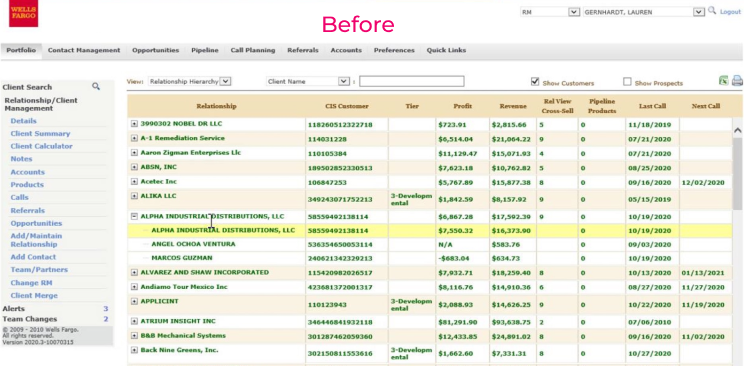 Before
WELLS
FARGO
RM GERNHARDT, LAUREN Logout
Portfolio Contact Management Opportunities Pipeline Call Planning Referrals Accounts Preferences Quick Links
View: Relationship Hierarchy Client Name : Show Customers Show Prospects
Client Search
Relationship/Client
Management
Details
Client Summary
Client Calculator
Notes
Accounts
Products
Calls
Referrals
Opportunities
Add/Maintain
Relationship
Add Contact
Team/Partners
Change RM
Client Merge
Alerts 3
Team Changes 2
© 2009 - 2010 Wells Fargo.
All rights reserved.
Version 2020.3-10070315
Relationship CIS Customer Tier Profit Revenue Rel View Cross-Sell Pipeline Products Last Call Next Call
3990302 NOBEL DR LLC 118260512322718 $723.91 $2,815.66 5 0 11/18/2019
A-1 Remediation Service 114031228 $6,514.04 $21,064.22 9 0 07/21/2020
Aaron Zigman Enterprises Llc 110105384 $11,129.47 $15,071.93 4 0 07/21/2020
ABSN, INC 189502852330513 $7,623.18 $10,762.82 5 0 08/25/2020
Acetec Inc 106847253 $5,767.89 $15,877.38 8 0 09/16/2020 12/02/2020
ALIKA LLC 349243071752213 3-Developmental $1,842.59 $8,157.92 9 0 05/15/2019
ALPHA INDUSTRIAL DISTRIBUTIONS, LLC 58559492138114 $6,867.28 $17,592.39 9 0 10/19/2020
ALPHA INDUSTRIAL DISTRIBUTIONS, LLC 58559492138114 $7,550.32 $16,373.90 0 10/19/2020
ANGEL OCHOA VENTURA 536354650053114 N/A $583.76 0 09/03/2020
MARCOS GUZMAN 240621342329213 -$683.04 $634.73 0 10/19/2020
ALVAREZ AND SHAW INCORPORATED 115420982026517 $7,932.71 $18,259.40 8 0 10/13/2020 01/13/2021
Andiamo Tour Mexico Inc 423681372001317 $8,116.76 $14,910.36 6 0 08/27/2020 11/27/2020
APPLICINT 110123943 3-Developmental $2,088.93 $14,626.25 9 0 10/22/2020 11/19/2020
ATRIUM INSIGHT INC 346446841932118 $81,291.90 $93,638.75 2 0 07/06/2010
B&B Mechanical Systems 301287462059360 $12,433.85 $24,891.02 8 0 09/16/2020 11/02/2020
Back Nine Greens, Inc. 302150811553616 3-Developmental $1,662.60 $7,331.31 8 0 10/27/2020